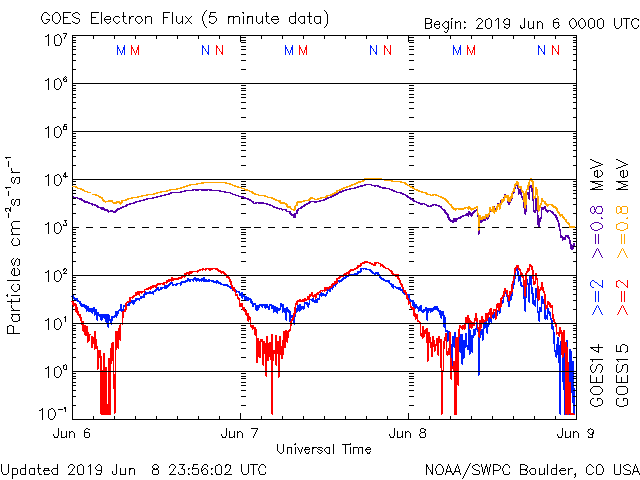 GOES Electron Flux (5 minute data)
Begin: 2019 Jun 6 0000 UTC
10⁷
10⁶
10⁵
10⁴
10³
10²
10¹
10⁰
10⁻¹
Particles cm⁻²s⁻¹sr⁻¹
M M N N M M N N M M N N
Jun 6 Jun 7 Jun 8 Jun 9
Universal Time
GOES14 >=2 >=0.8 MeV
GOES15 >=2 >=0.8 MeV
Updated 2019 Jun 8 23:56:02 UTC
NOAA/SWPC Boulder, CO USA